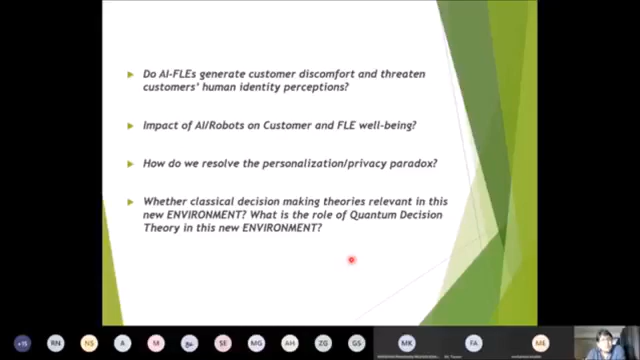 Do AI-FLEs generate customer discomfort and threaten
customers' human identity perceptions?
Impact of AI/Robots on Customer and FLE well-being?
How do we resolve the personalization/privacy paradox?
Whether classical decision making theories relevant in this
new ENVIRONMENT? What is the role of Quantum Decision
Theory in this new ENVIRONMENT?
+15 RN NS A M SE MG AH ZG GS MK FA ME